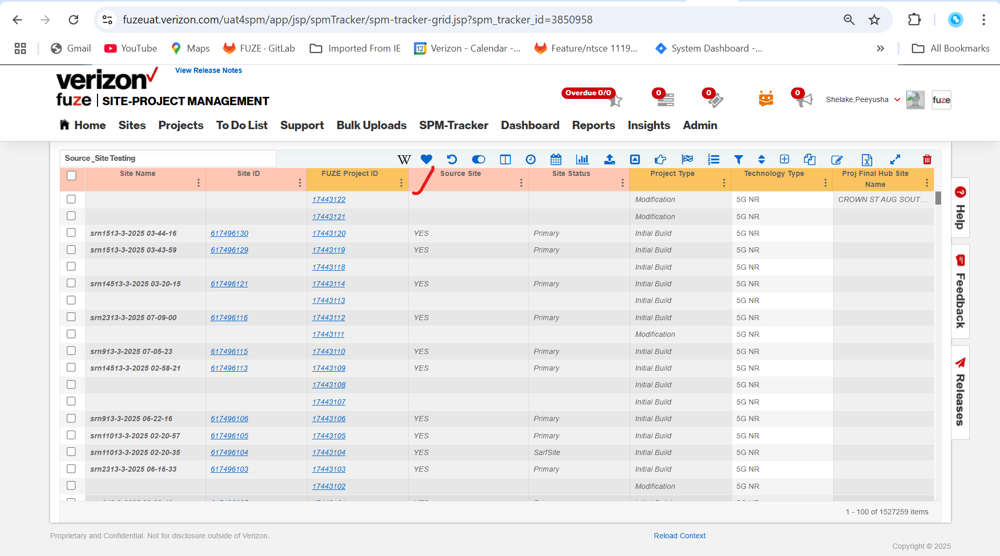 fuzeuat.verizon.com/uat4spm/app/jsp/spmTracker/spm-tracker-grid.jsp?spm_tracker_id=3850958
Gmail YouTube Maps FUZE · GitLab Imported From IE 12 Verizon - Calendar -... Feature/ntsce 1119... System Dashboard -... All Bookmarks
verizon View Release Notes
fuze | SITE-PROJECT MANAGEMENT
Overdue 0/0 0 0 0 Shelake,Peeyusha fuze
Home Sites Projects To Do List Support Bulk Uploads SPM-Tracker Dashboard Reports Insights Admin
Source_Site Testing W
Site Name Site ID FUZE Project ID Source Site Site Status Project Type Technology Type Proj Final Hub Site
Name
17443122 Modification 5G NR CROWN ST AUG SOUT...
17443121 Modification 5G NR
srn1513-3-2025 03-44-16 617496130 17443120 YES Primary Initial Build 5G NR
srn1513-3-2025 03-43-59 617496129 17443119 YES Primary Initial Build 5G NR
17443118 Initial Build 5G NR
srn14513-3-2025 03-20-15 617496121 17443114 YES Primary Initial Build 5G NR
17443113 Initial Build 5G NR
srn2313-3-2025 07-09-00 617496116 17443112 YES Primary Initial Build 5G NR
17443111 Modification 5G NR
srn913-3-2025 07-05-23 617496115 17443110 YES Primary Initial Build 5G NR
srn14513-3-2025 02-58-21 617496113 17443109 YES Primary Initial Build 5G NR
17443108 Initial Build 5G NR
17443107 Initial Build 5G NR
srn913-3-2025 06-22-16 617496106 17443106 YES Primary Initial Build 5G NR
srn11013-3-2025 02-20-57 617496105 17443105 YES Primary Initial Build 5G NR
srn11013-3-2025 02-20-35 617496104 17443104 YES SarfSite Initial Build 5G NR
srn2313-3-2025 06-16-33 617496103 17443103 YES Primary Initial Build 5G NR
17443102 Modification 5G NR
1 - 100 of 1527259 items
Help
Feedback
Releases
Proprietary and Confidential. Not for disclosure outside of Verizon. Reload Context
Copyright © 2025